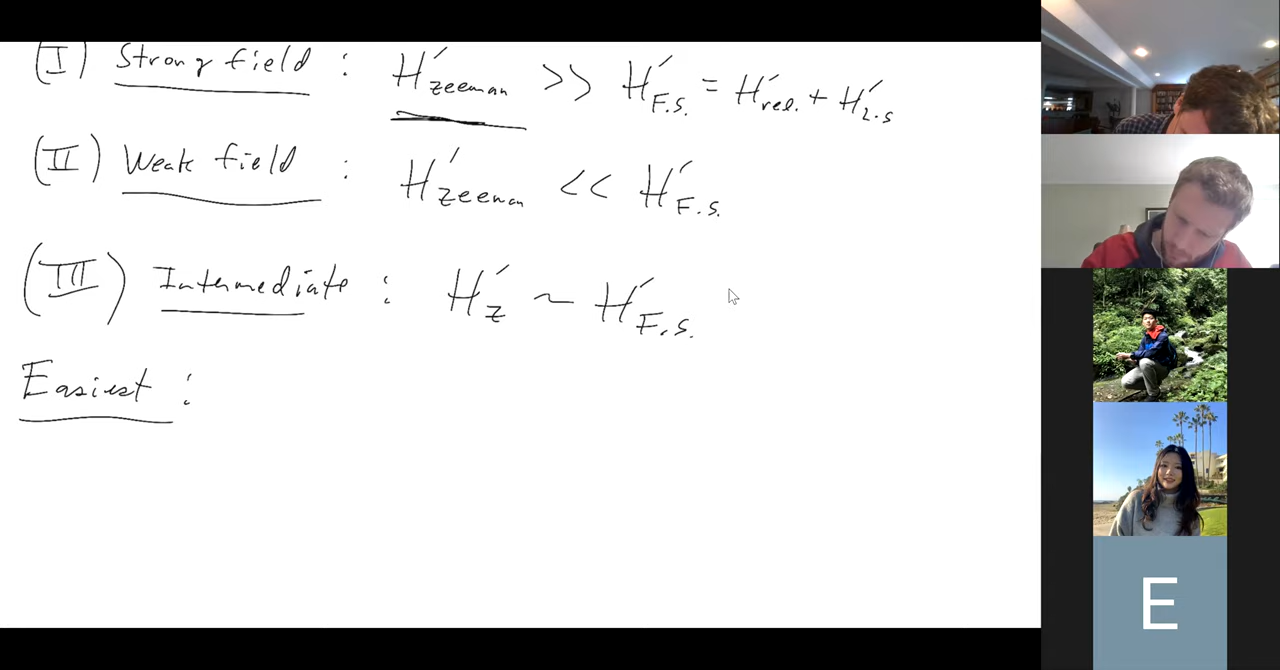 (I) Strong field : H'zeeman >> H'F.s. = H'rel. + H'L.s
(II) Weak field : H'zeeman << H'F.s.
(III) Intermediate : H'z ~ H'F.s.
Easiest :
E